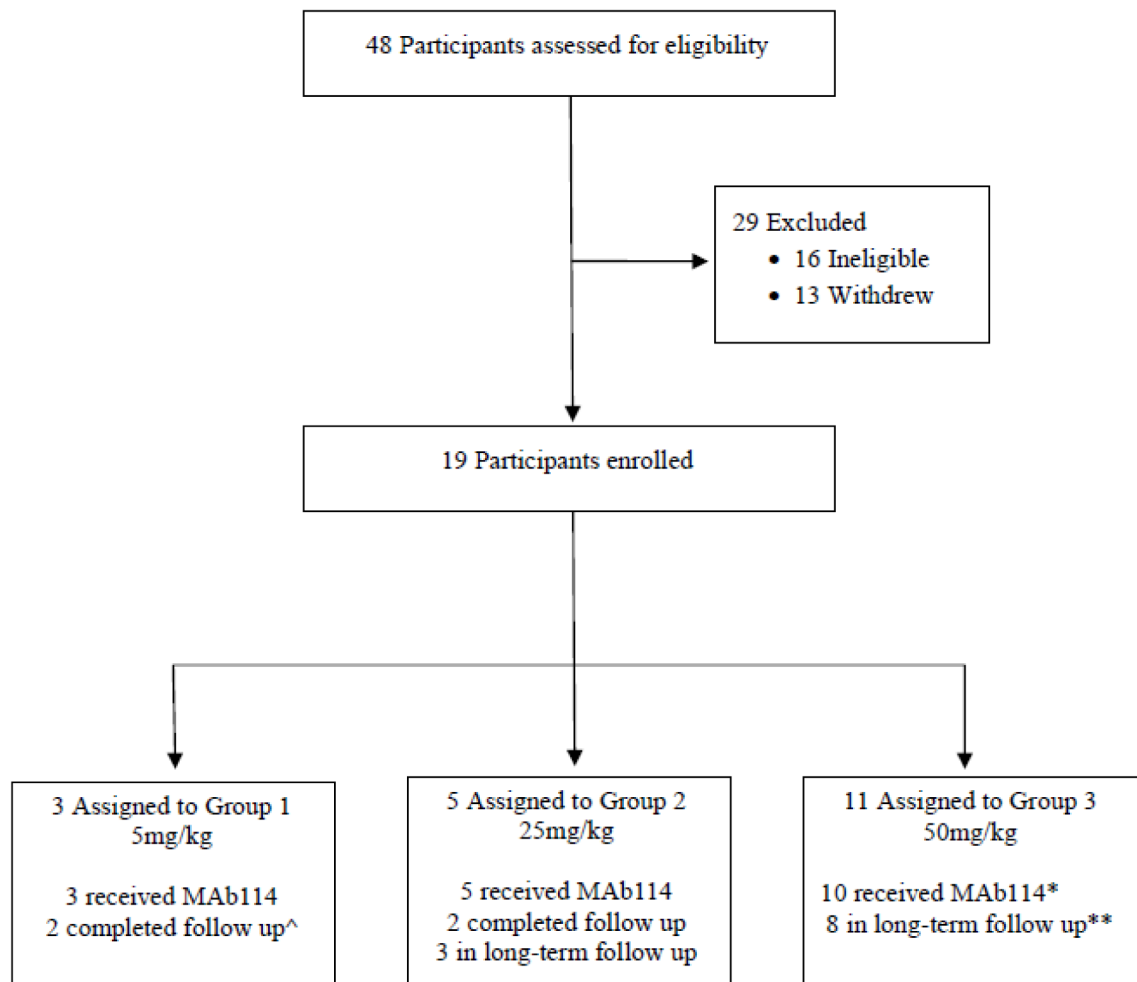 48 Participants assessed for eligibility
29 Excluded
• 16 Ineligible
• 13 Withdrew
19 Participants enrolled
3 Assigned to Group 1
5mg/kg
3 received MAb114
2 completed follow up^
5 Assigned to Group 2
25mg/kg
5 received MAb114
2 completed follow up
3 in long-term follow up
11 Assigned to Group 3
50mg/kg
10 received MAb114*
8 in long-term follow up**